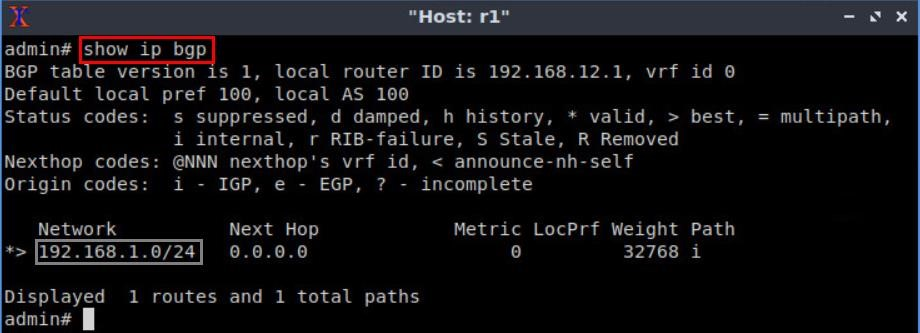 "Host: r1"
admin# show ip bgp
BGP table version is 1, local router ID is 192.168.12.1, vrf id 0
Default local pref 100, local AS 100
Status codes:  s suppressed, d damped, h history, * valid, > best, = multipath,
               i internal, r RIB-failure, S Stale, R Removed
Nexthop codes: @NNN nexthop's vrf id, < announce-nh-self
Origin codes:  i - IGP, e - EGP, ? - incomplete
   Network          Next Hop            Metric LocPrf Weight Path
*> 192.168.1.0/24   0.0.0.0                  0         32768 i
Displayed  1 routes and 1 total paths
admin#